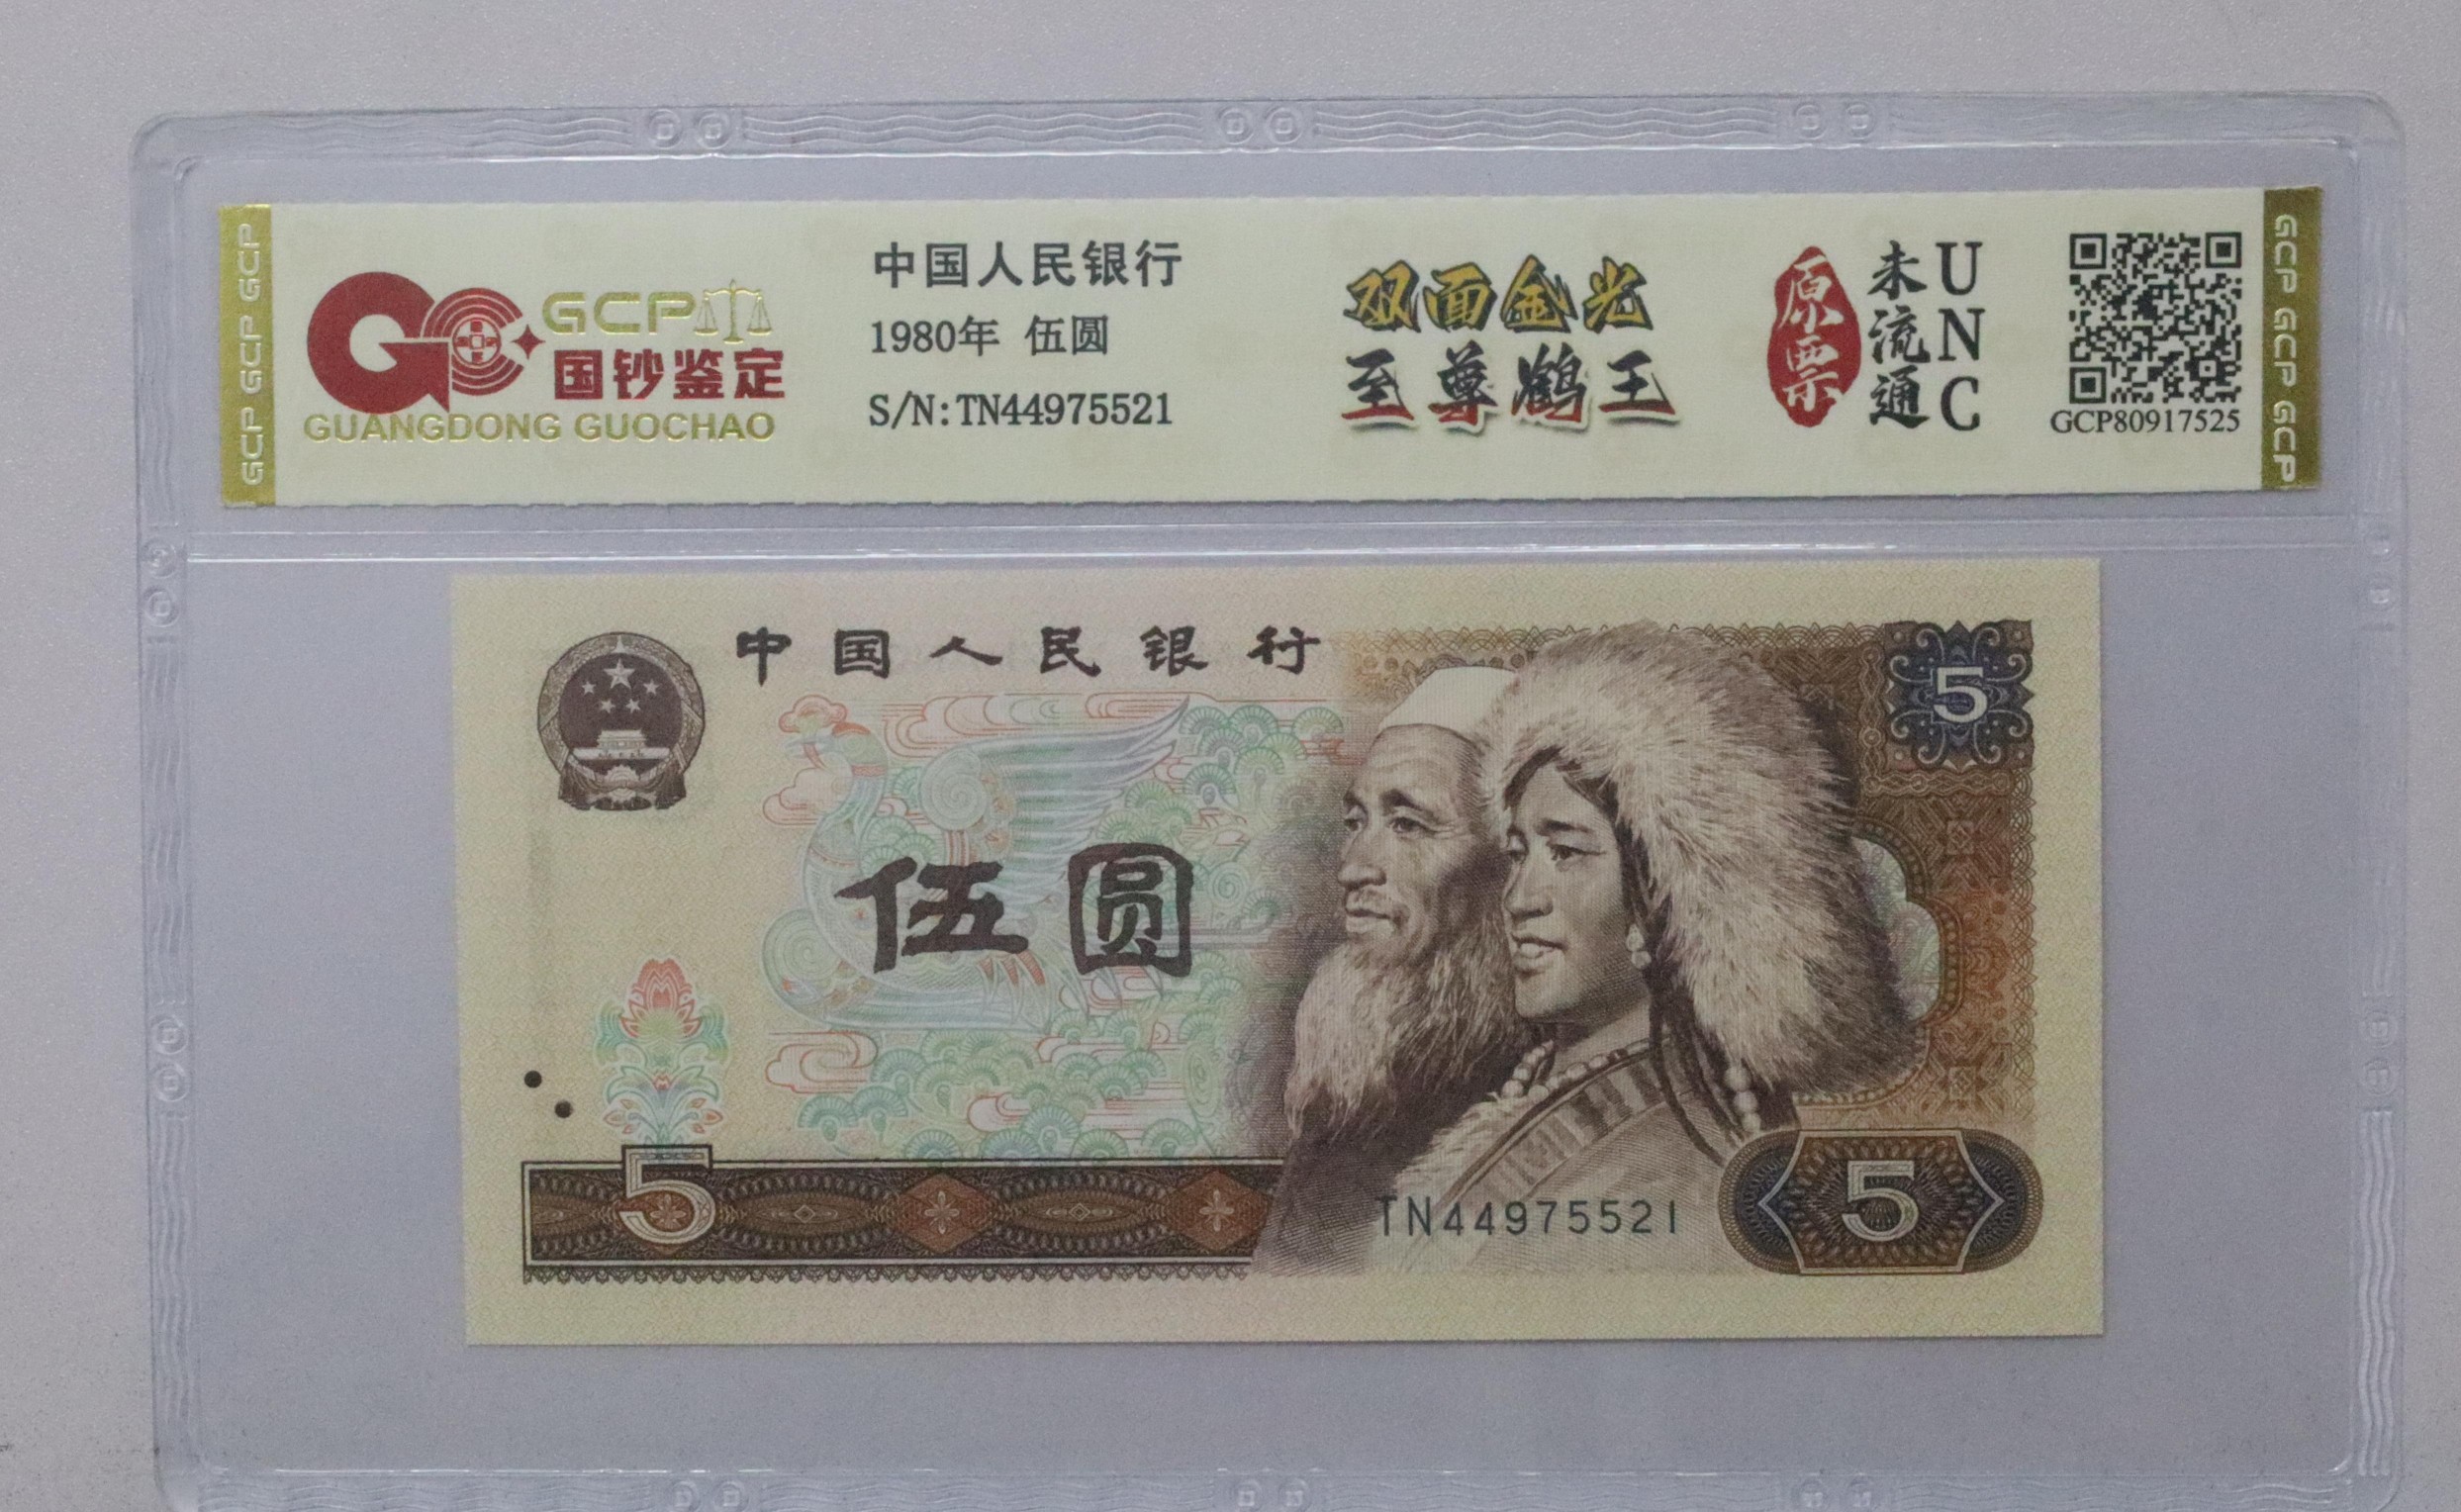 GCP GCP GCP
GCP
国钞鉴定
GUANGDONG GUOCHAO
中国人民银行
1980年 伍圆
S/N:TN44975521
双面金光
至尊鹤王
原票
未流通
UNC
GCP80917525
GCP GCP GCP
中国人民银行
5
伍圆
5
TN44975521
5